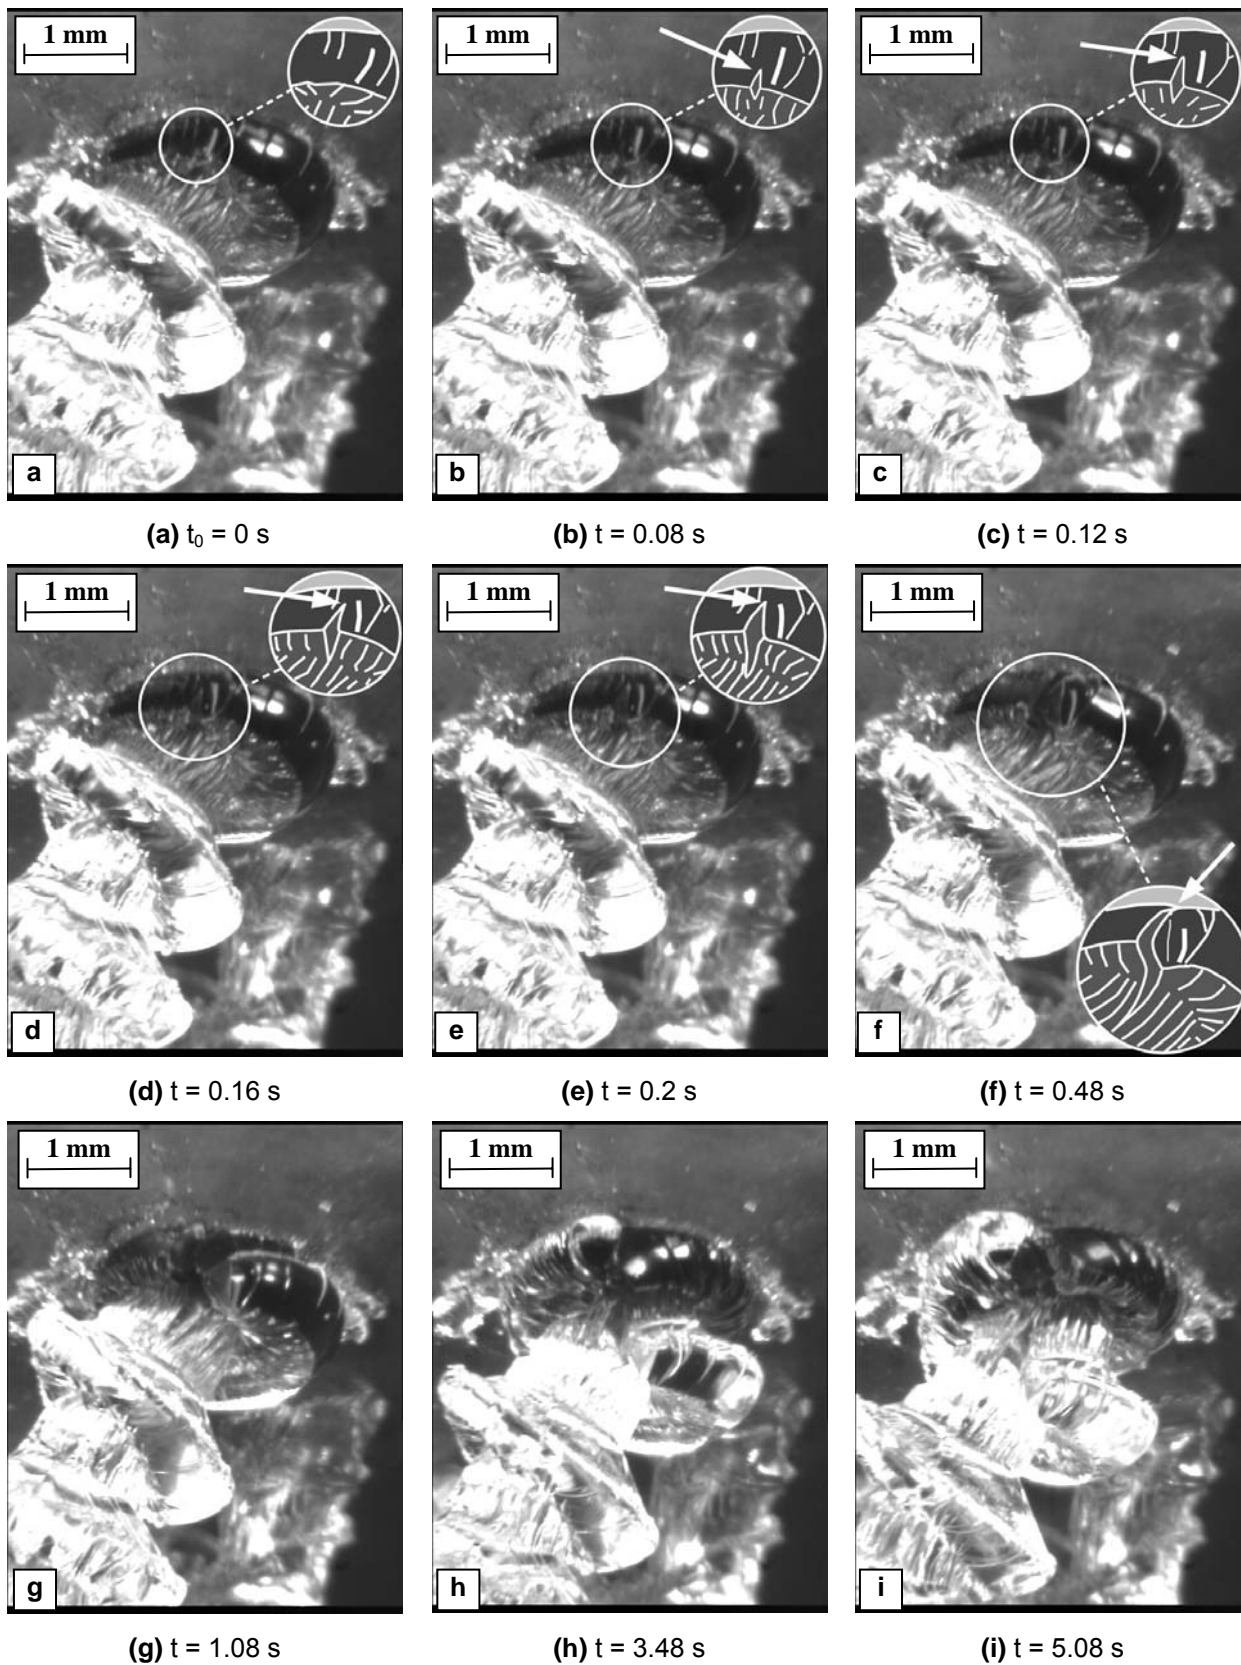 1 mm
1 mm
1 mm
a
b
c
(a) t₀ = 0 s
(b) t = 0.08 s
(c) t = 0.12 s
1 mm
1 mm
1 mm
d
e
f
(d) t = 0.16 s
(e) t = 0.2 s
(f) t = 0.48 s
1 mm
1 mm
1 mm
g
h
i
(g) t = 1.08 s
(h) t = 3.48 s
(i) t = 5.08 s